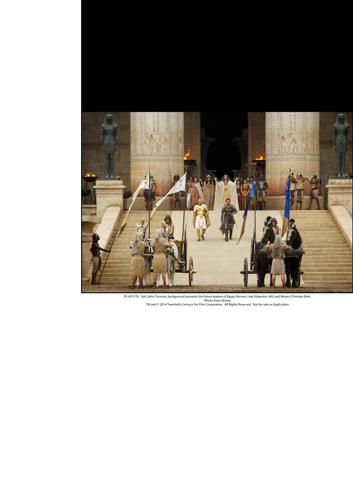 DF-05727R - Seti (John Turturro, background) presents the future leaders of Egypt Ramses (Joel Edgerton, left) and Moses (Christian Bale).
Photo: Kerry Brown
TM and © 2014 Twentieth Century Fox Film Corporation. All Rights Reserved. Not for sale or duplication.